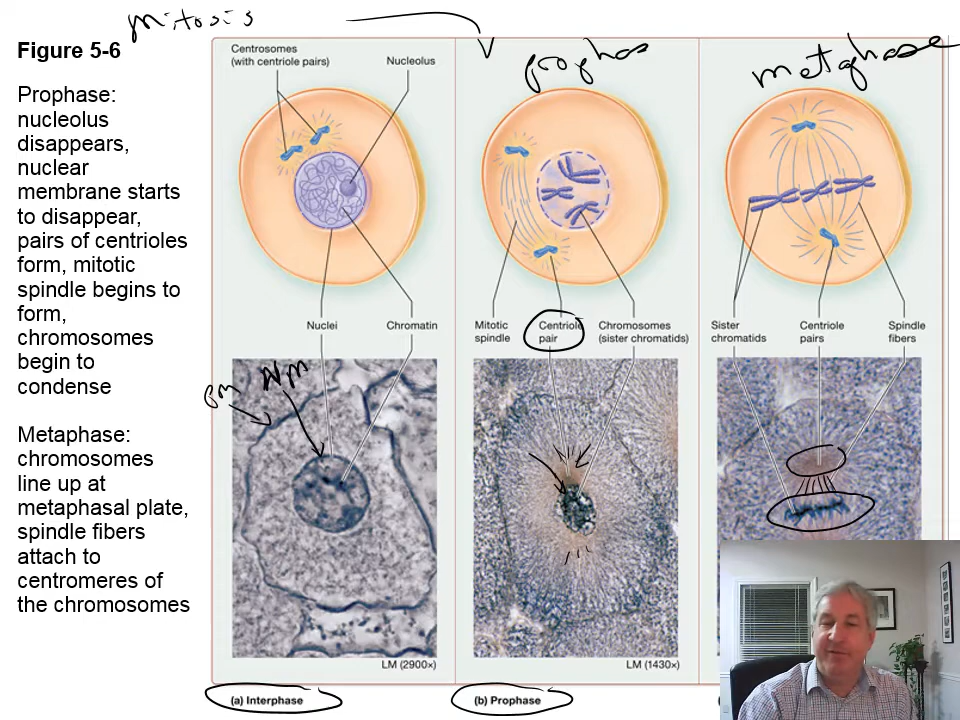 mitosis
Figure 5-6
Prophase:
nucleolus
disappears,
nuclear
membrane starts
to disappear,
pairs of centrioles
form, mitotic
spindle begins to
form,
chromosomes
begin to
condense
Metaphase:
chromosomes
line up at
metaphasal plate,
spindle fibers
attach to
centromeres of
the chromosomes
Centrosomes
(with centriole pairs)
Nucleolus
Nuclei
Chromatin
NM
LM (2900×)
(a) Interphase
Mitotic
spindle
Centriole
pair
Chromosomes
(sister chromatids)
LM (1430×)
(b) Prophase
metaphase
Sister
chromatids
Centriole
pairs
Spindle
fibers